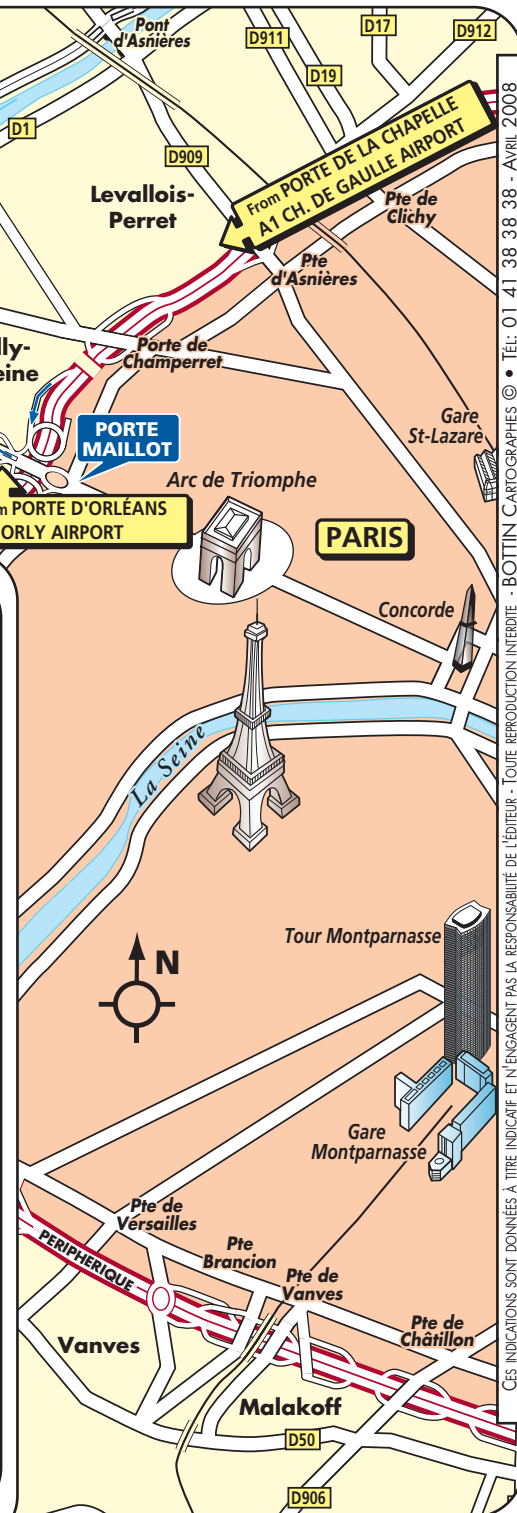 Pont
d'Asnières
D911
D17
D912
D19
D1
D909
From PORTE DE LA CHAPELLE
A1 CH. DE GAULLE AIRPORT
Levallois-
Perret
Pte de
Clichy
Pte
d'Asnières
lly-
eine
Porte de
Champerret
PORTE
MAILLOT
Gare
St-Lazare
Arc de Triomphe
m PORTE D'ORLÉANS
ORLY AIRPORT
PARIS
Concorde
La Seine
Tour Montparnasse
N
Gare
Montparnasse
Pte de
Versailles
PERIPHERIQUE
Pte
Brancion
Pte de
Vanves
Pte de
Châtillon
Vanves
Malakoff
D50
D906
CES INDICATIONS SONT DONNÉES À TITRE INDICATIF ET N'ENGAGENT PAS LA RESPONSABILITÉ DE L'ÉDITEUR - TOUTE REPRODUCTION INTERDITE - BOTTIN CARTOGRAPHES © • TÉL: 01 41 38 38 38 - AVRIL 2008